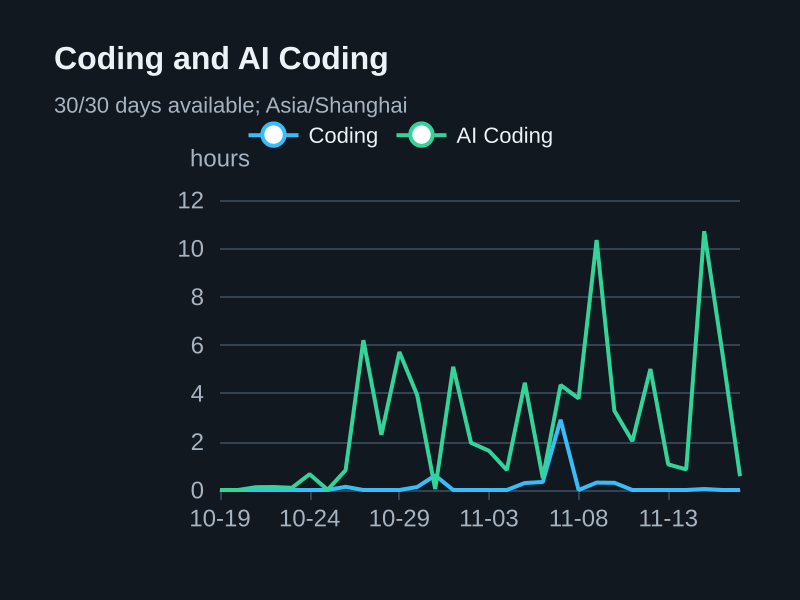 Coding and AI Coding
30/30 days available; Asia/Shanghai
Coding AI Coding
hours
12
10
8
6
4
2
0
10-19 10-24 10-29 11-03 11-08 11-13